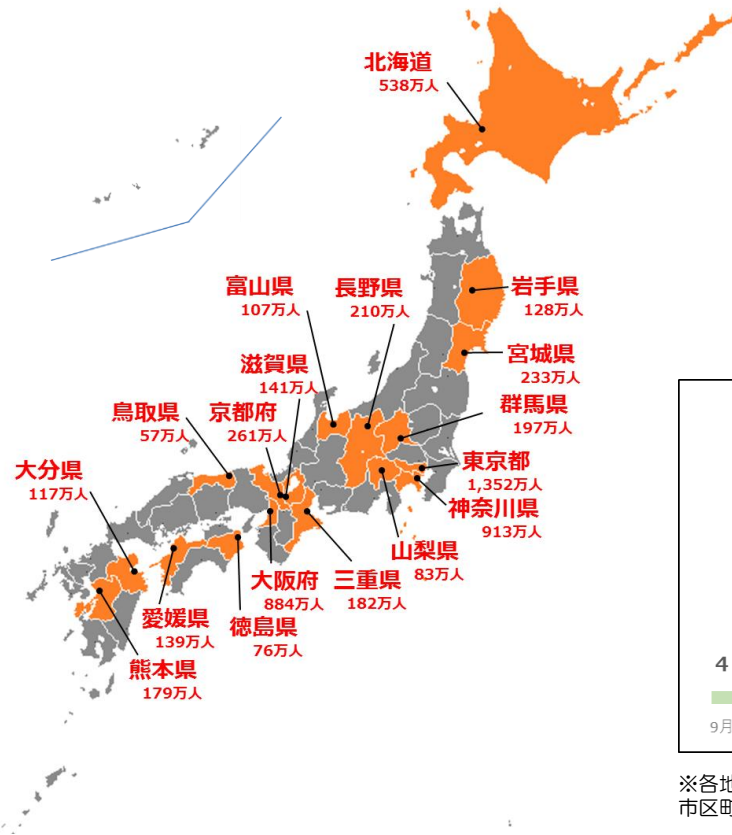 北海道
538万人
富山県
107万人
長野県
210万人
岩手県
128万人
滋賀県
141万人
宮城県
233万人
鳥取県
57万人
京都府
261万人
群馬県
197万人
大分県
117万人
東京都
1,352万人
神奈川県
913万人
山梨県
83万人
大阪府
884万人
三重県
182万人
愛媛県
139万人
徳島県
76万人
熊本県
179万人
4
9月
※各地
市区町